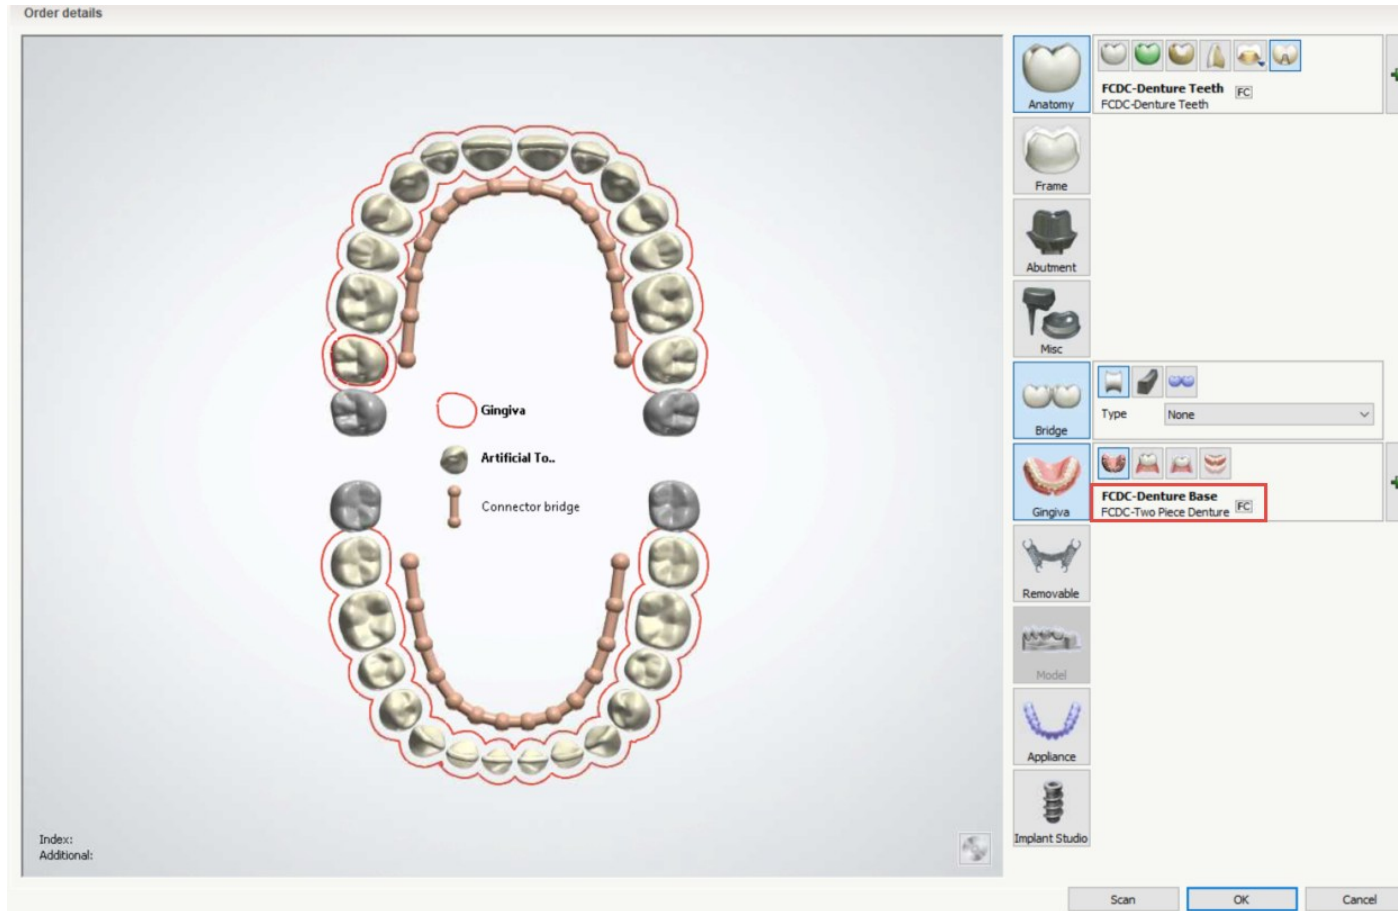 Order details
Anatomy
FCDC-Denture Teeth FC
FCDC-Denture Teeth
Frame
Abutment
Misc
Gingiva
Artificial To..
Connector bridge
Bridge
Type None
Gingiva
FCDC-Denture Base FC
FCDC-Two Piece Denture
Removable
Model
Appliance
Implant Studio
Index:
Additional:
Scan OK Cancel